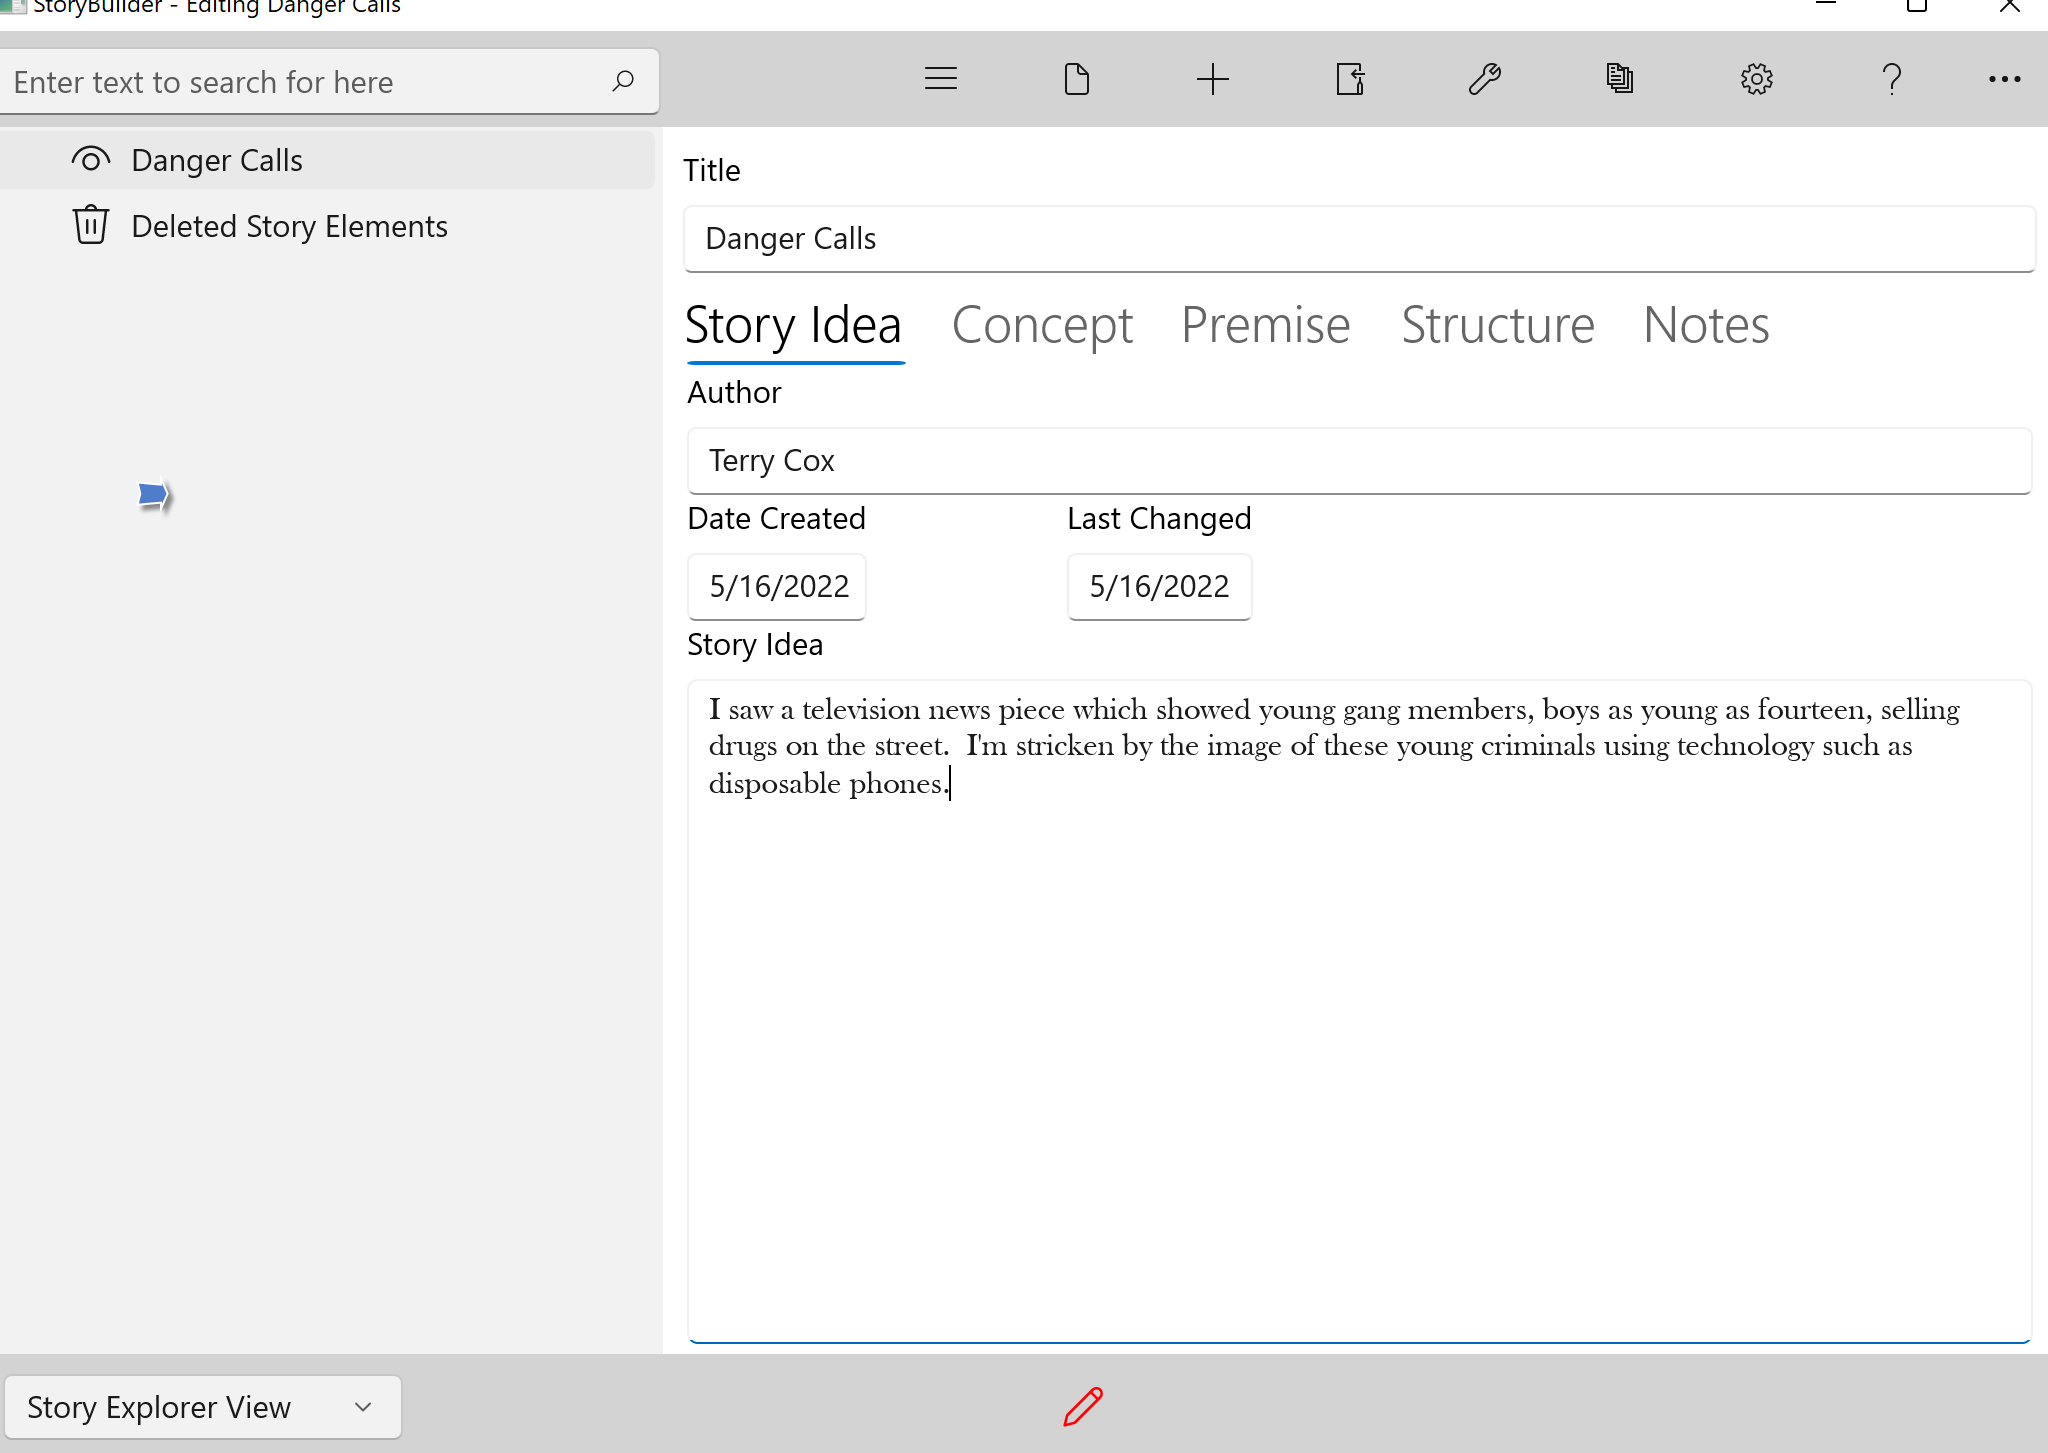 StoryBuilder - Editing Danger Calls
Enter text to search for here
Danger Calls
Deleted Story Elements
Title
Danger Calls
Story Idea Concept Premise Structure Notes
Author
Terry Cox
Date Created Last Changed
5/16/2022 5/16/2022
Story Idea
I saw a television news piece which showed young gang members, boys as young as fourteen, selling
drugs on the street.  I'm stricken by the image of these young criminals using technology such as
disposable phones.
Story Explorer View